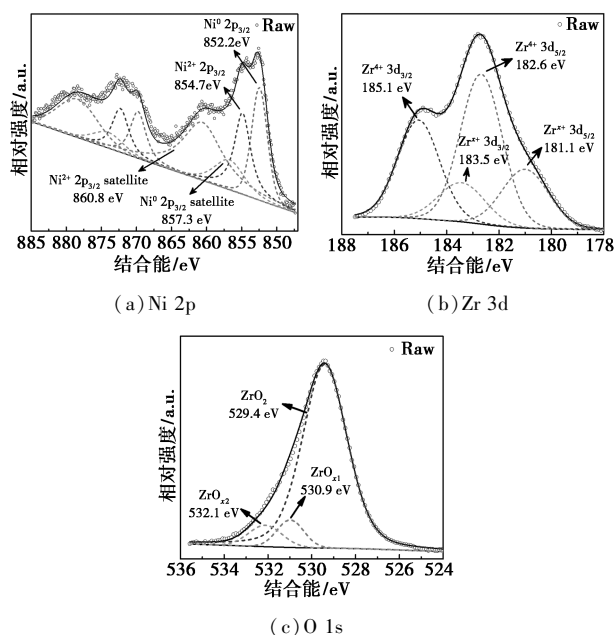 Raw
Ni⁰ 2p₃/₂
852.2eV
Ni²⁺ 2p₃/₂
854.7eV
Ni²⁺ 2p₃/₂ satellite
860.8 eV
Ni⁰ 2p₃/₂ satellite
857.3 eV
相对强度/a.u.
885 880 875 870 865 860 855 850
结合能/eV
(a)Ni 2p
Raw
Zr⁴⁺ 3d₅/₂
182.6 eV
Zr⁴⁺ 3d₃/₂
185.1 eV
Zrˣ⁺ 3d₅/₂
181.1 eV
Zrˣ⁺ 3d₃/₂
183.5 eV
相对强度/a.u.
188 186 184 182 180 178
结合能/eV
(b)Zr 3d
Raw
ZrO₂
529.4 eV
ZrOₓ₁
530.9 eV
ZrOₓ₂
532.1 eV
相对强度/a.u.
536 534 532 530 528 526 524
结合能/eV
(c)O 1s